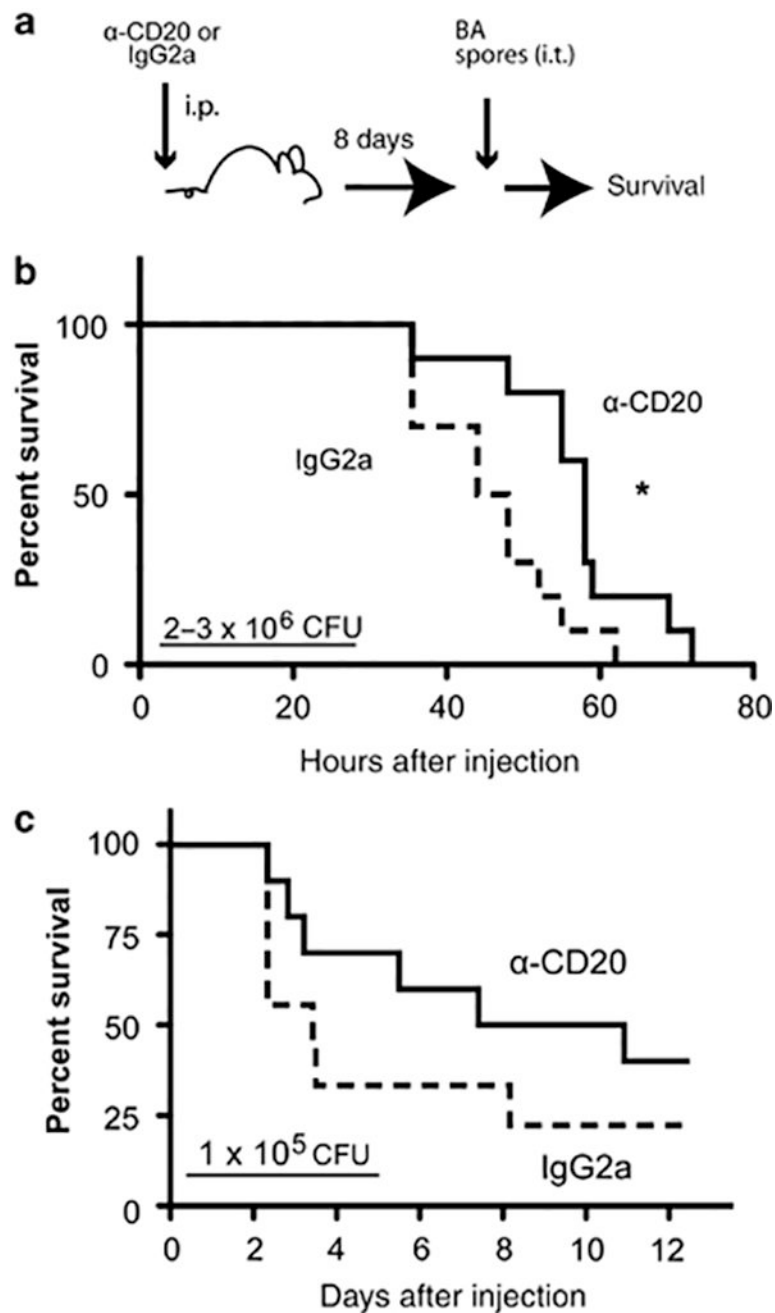 a
α-CD20 or
IgG2a
i.p.
8 days
BA
spores (i.t.)
Survival
b
Percent survival
100
50
0
IgG2a
α-CD20
*
2–3 x 10⁶ CFU
0 20 40 60 80
Hours after injection
c
Percent survival
100
75
50
25
0
α-CD20
IgG2a
1 x 10⁵ CFU
0 2 4 6 8 10 12
Days after injection